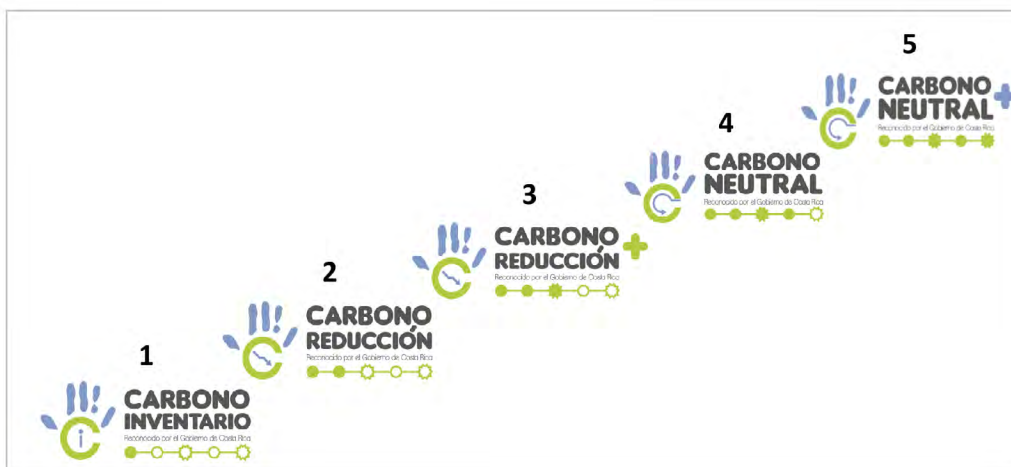 5
CARBONO
NEUTRAL
Reconocido por el Gobierno de Costa Rica
4
CARBONO
NEUTRAL
Reconocido por el Gobierno de Costa Rica
3
CARBONO
REDUCCIÓN
Reconocido por el Gobierno de Costa Rica
2
CARBONO
REDUCCIÓN
Reconocido por el Gobierno de Costa Rica
1
CARBONO
INVENTARIO
Reconocido por el Gobierno de Costa Rica